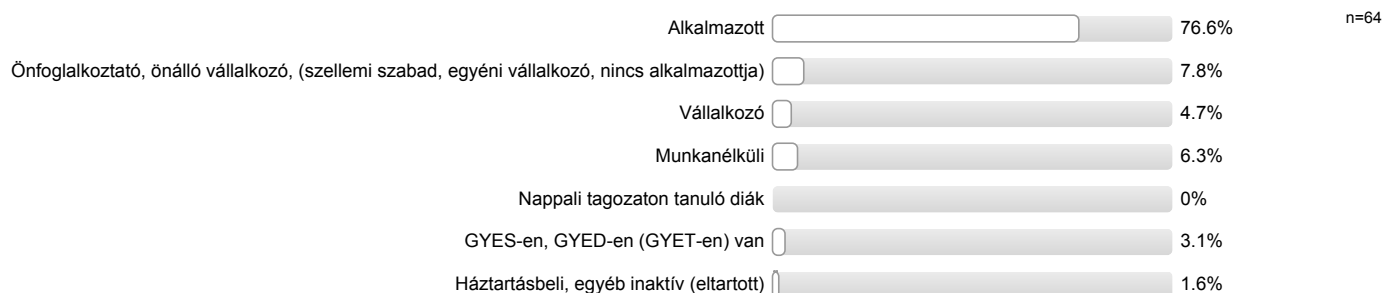 Alkalmazott 76.6% n=64
Önfoglalkoztató, önálló vállalkozó, (szellemi szabad, egyéni vállalkozó, nincs alkalmazottja) 7.8%
Vállalkozó 4.7%
Munkanélküli 6.3%
Nappali tagozaton tanuló diák 0%
GYES-en, GYED-en (GYET-en) van 3.1%
Háztartásbeli, egyéb inaktív (eltartott) 1.6%